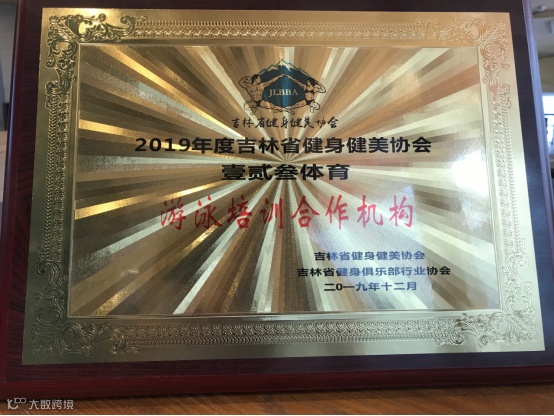 JLBBA
吉林省健身健美协会
2019年度吉林省健身健美协会
壹贰叁体育
游泳培训合作机构
吉林省健身健美协会
吉林省健身俱乐部行业协会
二0一九年十二月
大数跨境